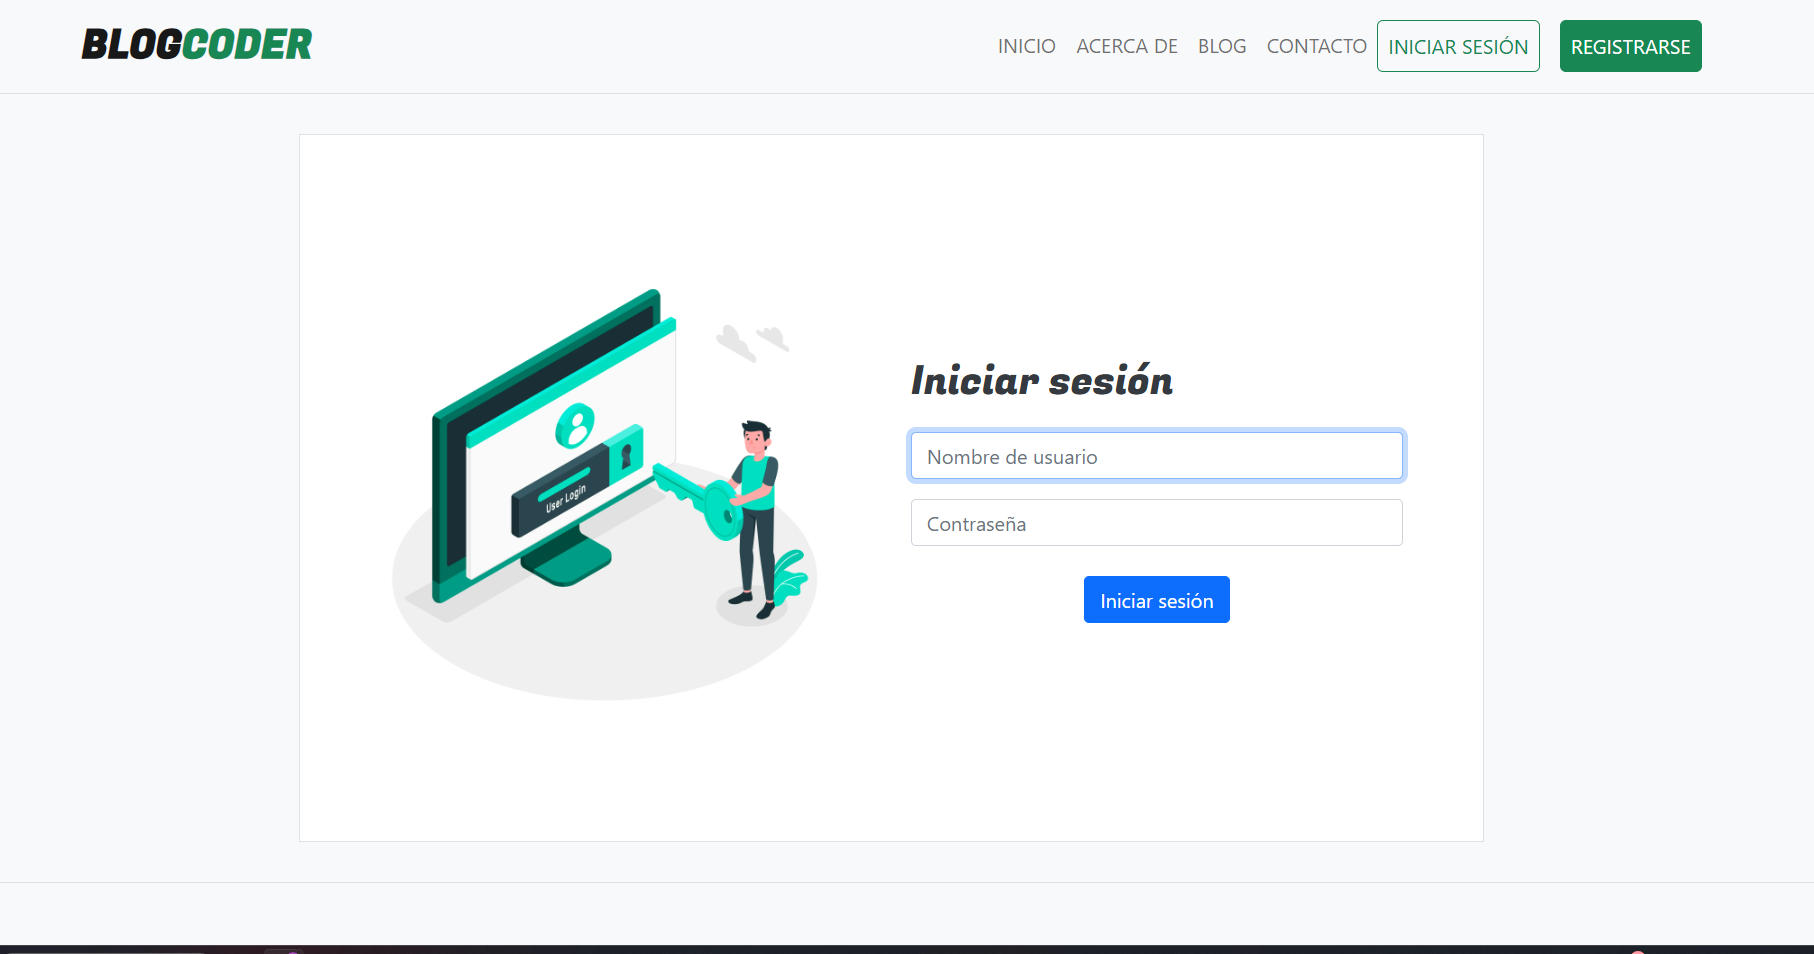 BLOGCODER
INICIO ACERCA DE BLOG CONTACTO INICIAR SESIÓN REGISTRARSE
User Login
Iniciar sesión
Nombre de usuario
Contraseña
Iniciar sesión